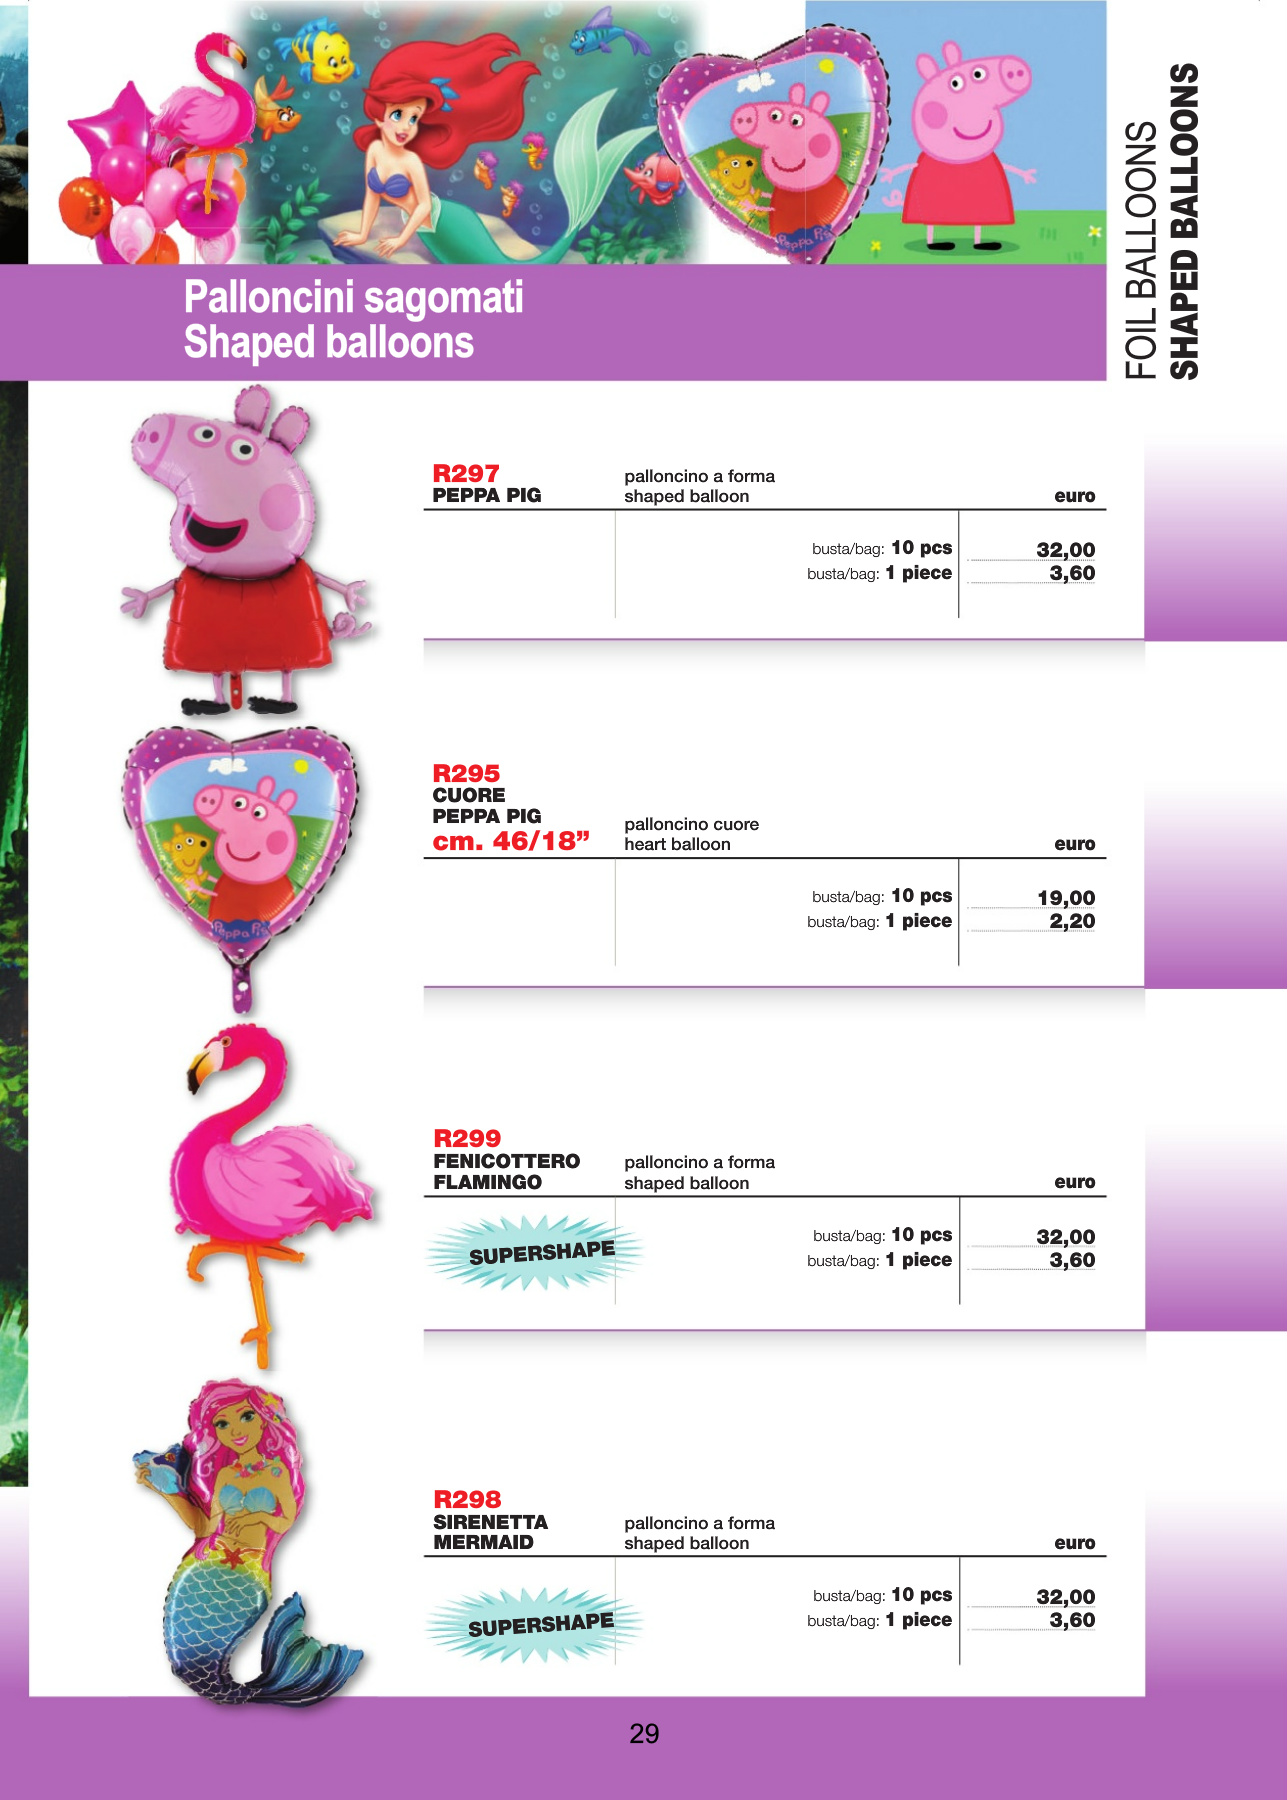 FOIL BALLOONS
SHAPED BALLOONS
Peppa Pig
Palloncini sagomati
Shaped balloons
R297
PEPPA PIG
palloncino a forma
shaped balloon
euro
busta/bag: 10 pcs 32,00
busta/bag: 1 piece 3,60
R295
CUORE
PEPPA PIG
cm. 46/18”
palloncino cuore
heart balloon
euro
busta/bag: 10 pcs 19,00
busta/bag: 1 piece 2,20
Peppa Pig
R299
FENICOTTERO
FLAMINGO
palloncino a forma
shaped balloon
euro
SUPERSHAPE
busta/bag: 10 pcs 32,00
busta/bag: 1 piece 3,60
R298
SIRENETTA
MERMAID
palloncino a forma
shaped balloon
euro
SUPERSHAPE
busta/bag: 10 pcs 32,00
busta/bag: 1 piece 3,60
29